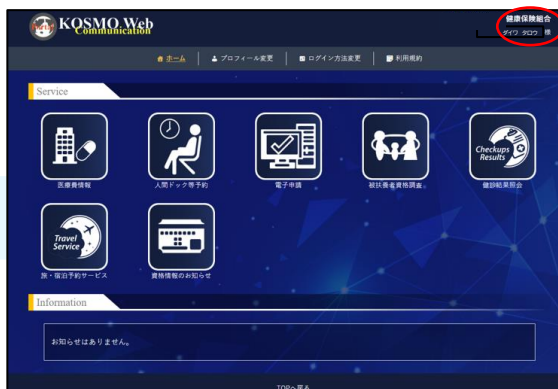 KOSMO Web
Communication
健康保険組合
ダイワ タロウ 様
ホーム
プロフィール変更
ログイン方法変更
利用規約
Service
医療費情報
人間ドック等予約
電子申請
被扶養者資格調査
Checkups
Results
健診結果照会
Travel
Service
旅・宿泊予約サービス
資格情報のお知らせ
Information
お知らせはありません。
TOPへ戻る